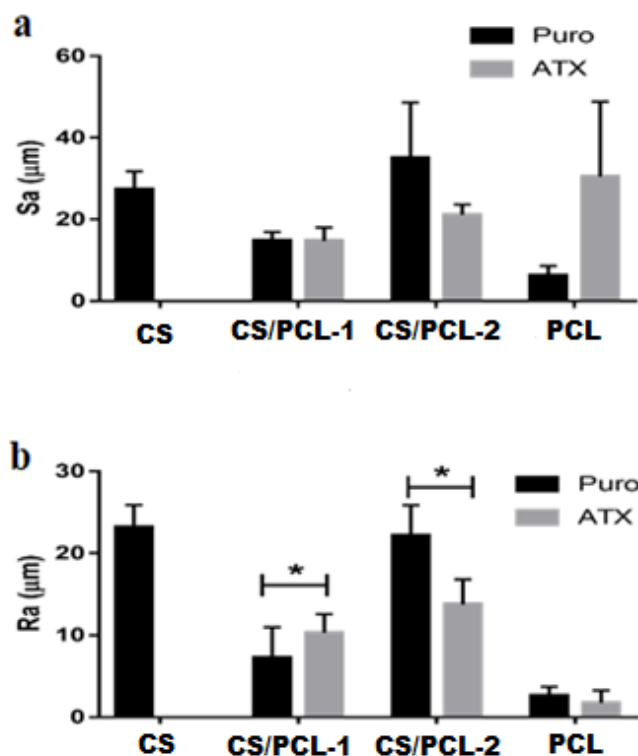 a
Puro
ATX
60
40
20
0
Sa (μm)
CS CS/PCL-1 CS/PCL-2 PCL
b
Puro
ATX
30
20
10
0
Ra (μm)
* *
CS CS/PCL-1 CS/PCL-2 PCL